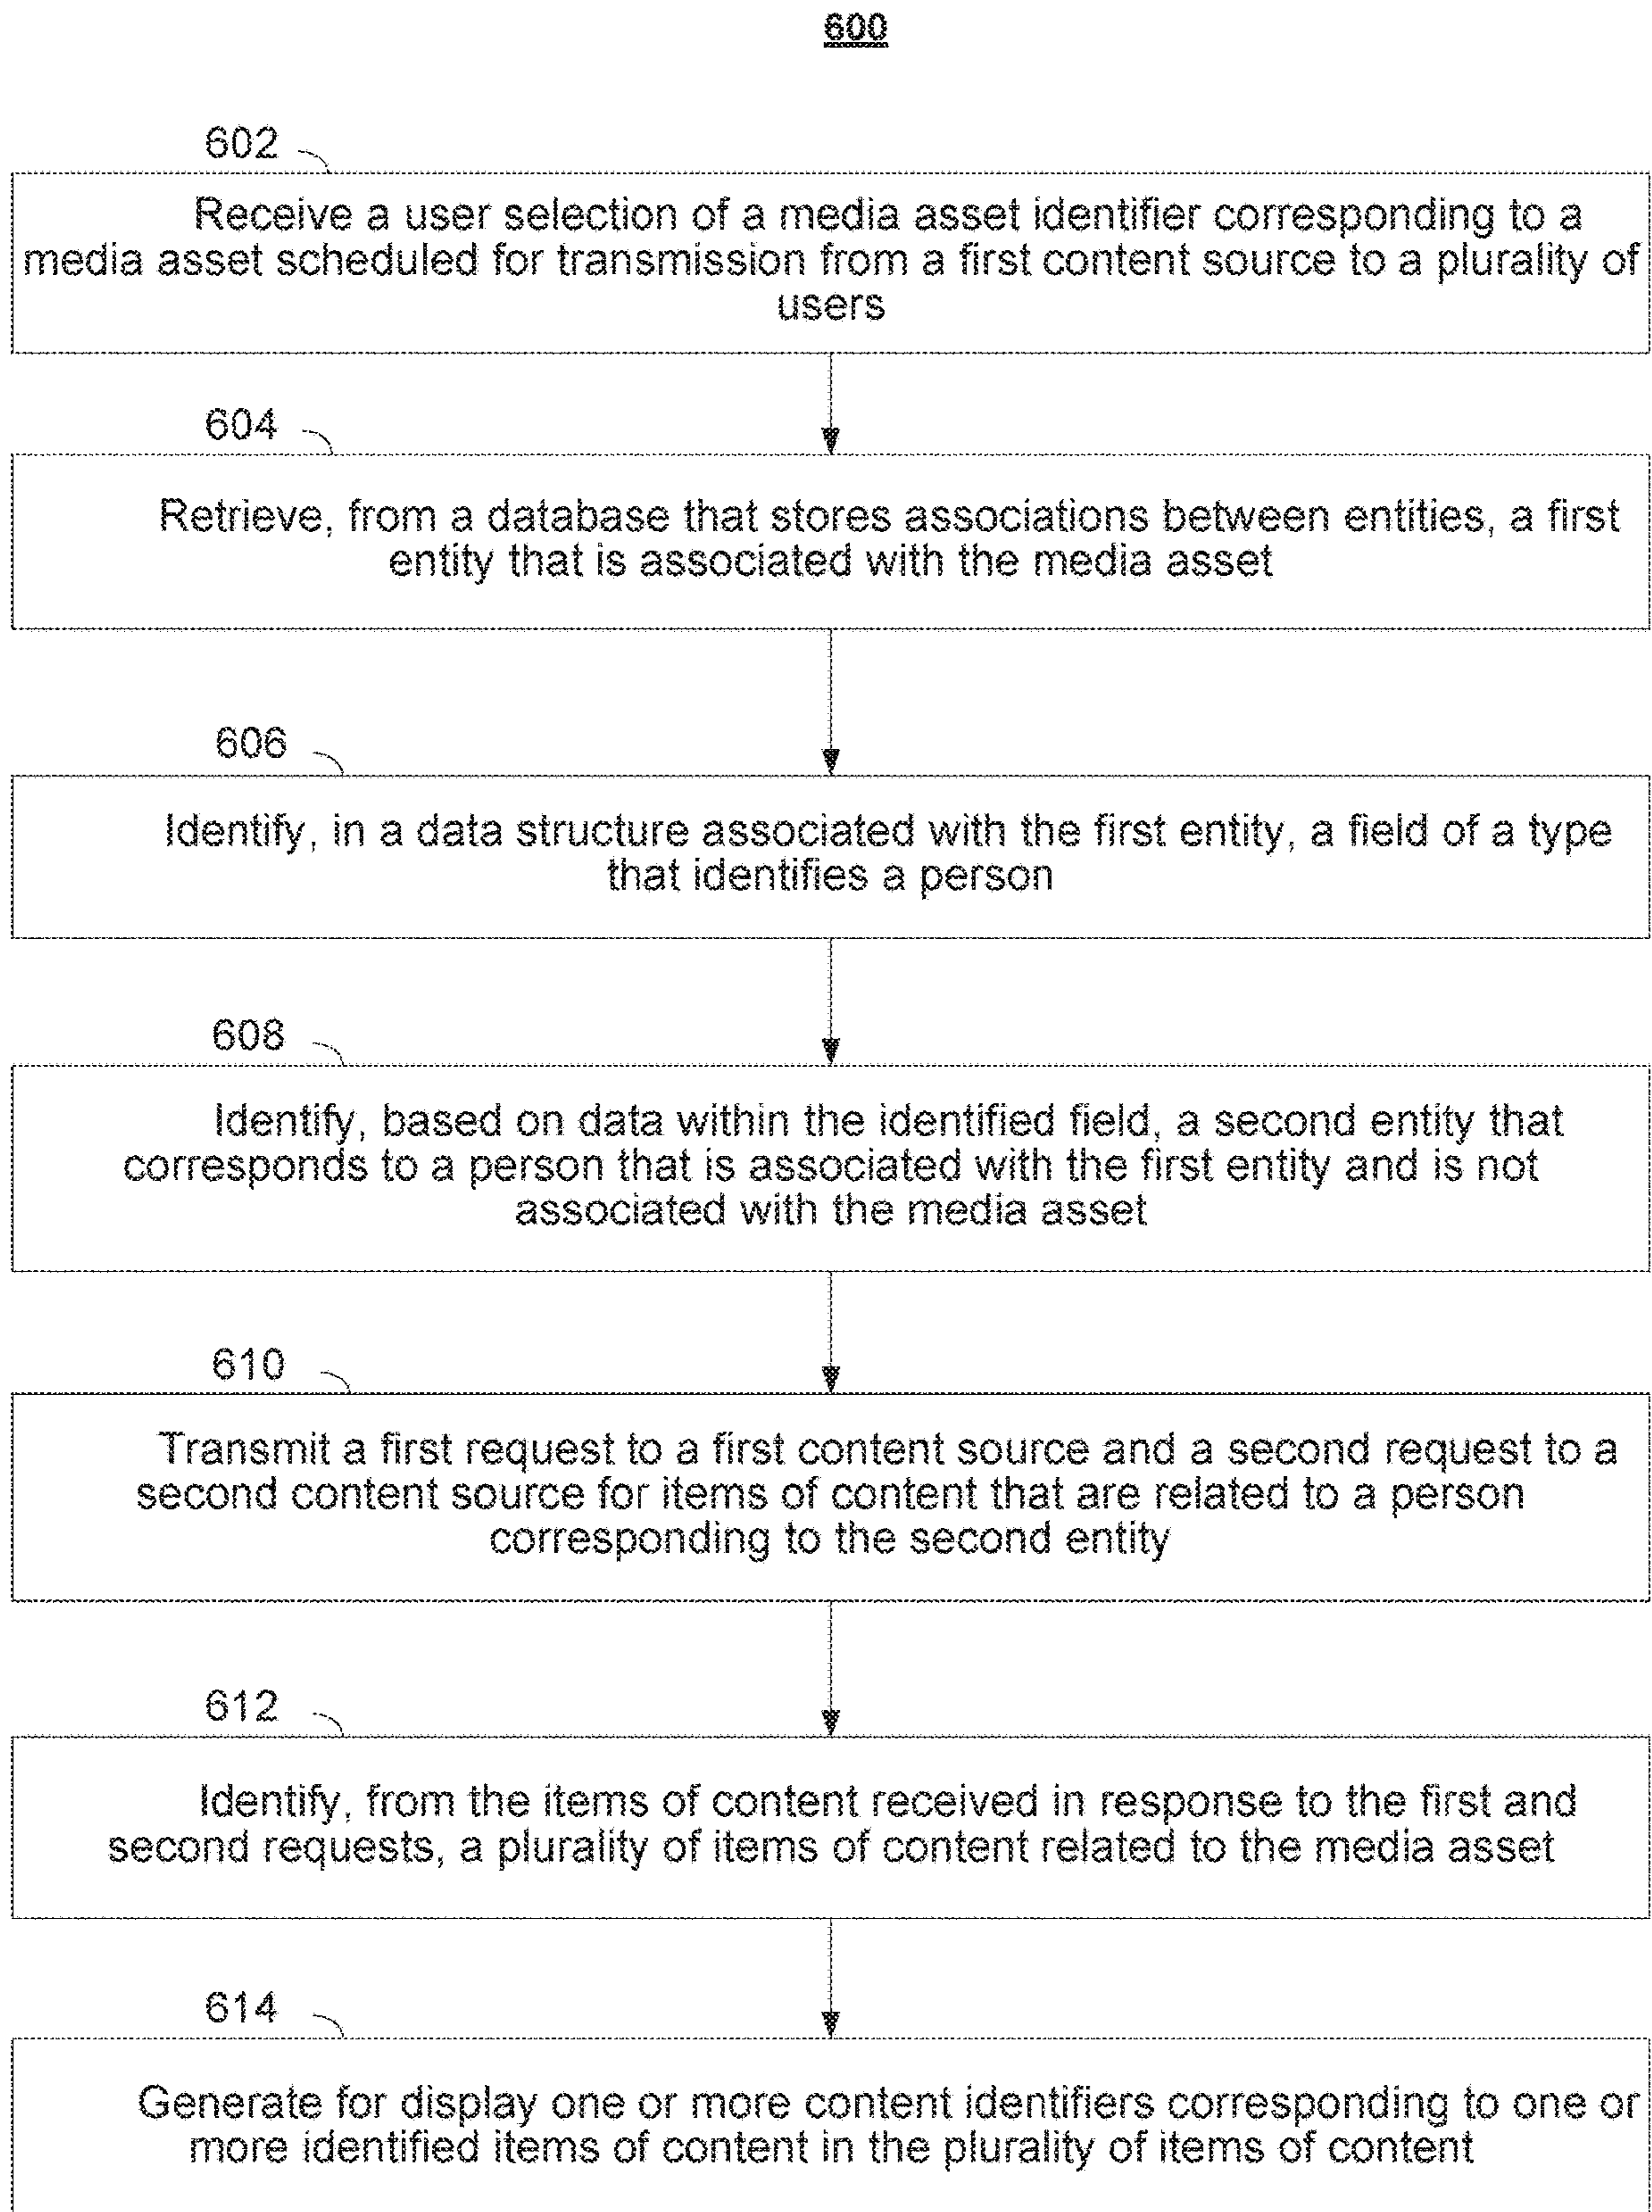 600
602
Receive a user selection of a media asset identifier corresponding to a
media asset scheduled for transmission from a first content source to a plurality of
users
604
Retrieve, from a database that stores associations between entities, a first
entity that is associated with the media asset
606
Identify, in a data structure associated with the first entity, a field of a type
that identifies a person
608
Identify, based on data within the identified field, a second entity that
corresponds to a person that is associated with the first entity and is not
associated with the media asset
610
Transmit a first request to a first content source and a second request to a
second content source for items of content that are related to a person
corresponding to the second entity
612
Identify, from the items of content received in response to the first and
second requests, a plurality of items of content related to the media asset
614
Generate for display one or more content identifiers corresponding to one or
more identified items of content in the plurality of items of content